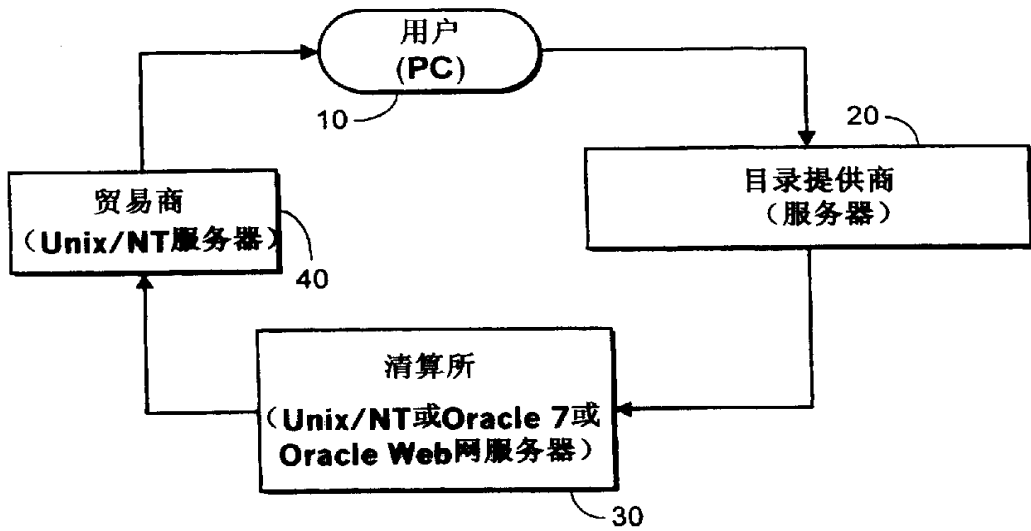 用户
(PC)
10
20
目录提供商
（服务器）
贸易商
（Unix/NT服务器）
40
清算所
（Unix/NT或Oracle 7或
Oracle Web网服务器）
30